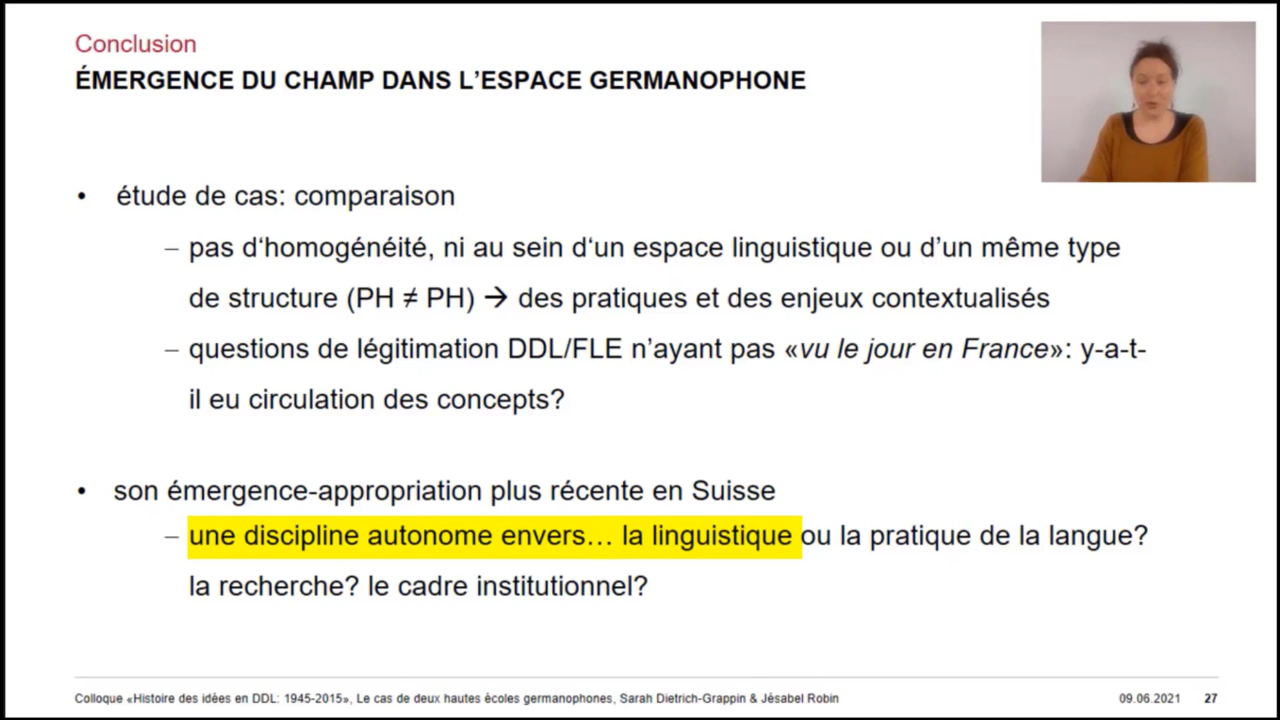 Conclusion
ÉMERGENCE DU CHAMP DANS L'ESPACE GERMANOPHONE
• étude de cas: comparaison
– pas d‘homogénéité, ni au sein d‘un espace linguistique ou d’un même type
de structure (PH ≠ PH) → des pratiques et des enjeux contextualisés
– questions de légitimation DDL/FLE n’ayant pas «vu le jour en France»: y-a-t-
il eu circulation des concepts?
• son émergence-appropriation plus récente en Suisse
– une discipline autonome envers… la linguistique ou la pratique de la langue?
la recherche? le cadre institutionnel?
Colloque «Histoire des idées en DDL: 1945-2015», Le cas de deux hautes écoles germanophones, Sarah Dietrich-Grappin & Jésabel Robin 09.06.2021 27